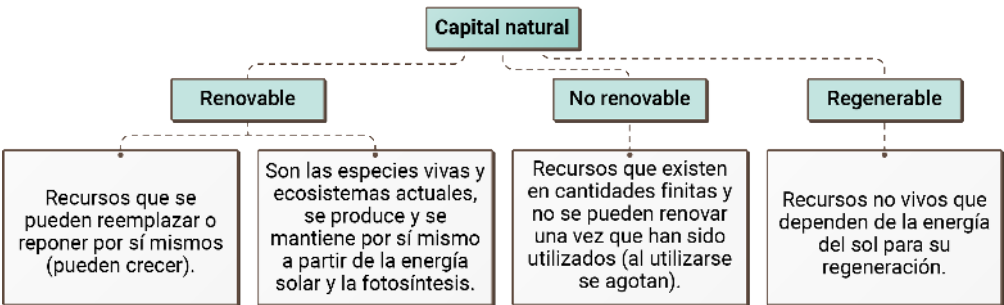 Capital natural
Renovable
No renovable
Regenerable
Recursos que se
pueden reemplazar o
reponer por sí mismos
(pueden crecer).
Son las especies vivas y
ecosistemas actuales,
se produce y se
mantiene por sí mismo
a partir de la energía
solar y la fotosíntesis.
Recursos que existen
en cantidades finitas y
no se pueden renovar
una vez que han sido
utilizados (al utilizarse
se agotan).
Recursos no vivos que
dependen de la energía
del sol para su
regeneración.